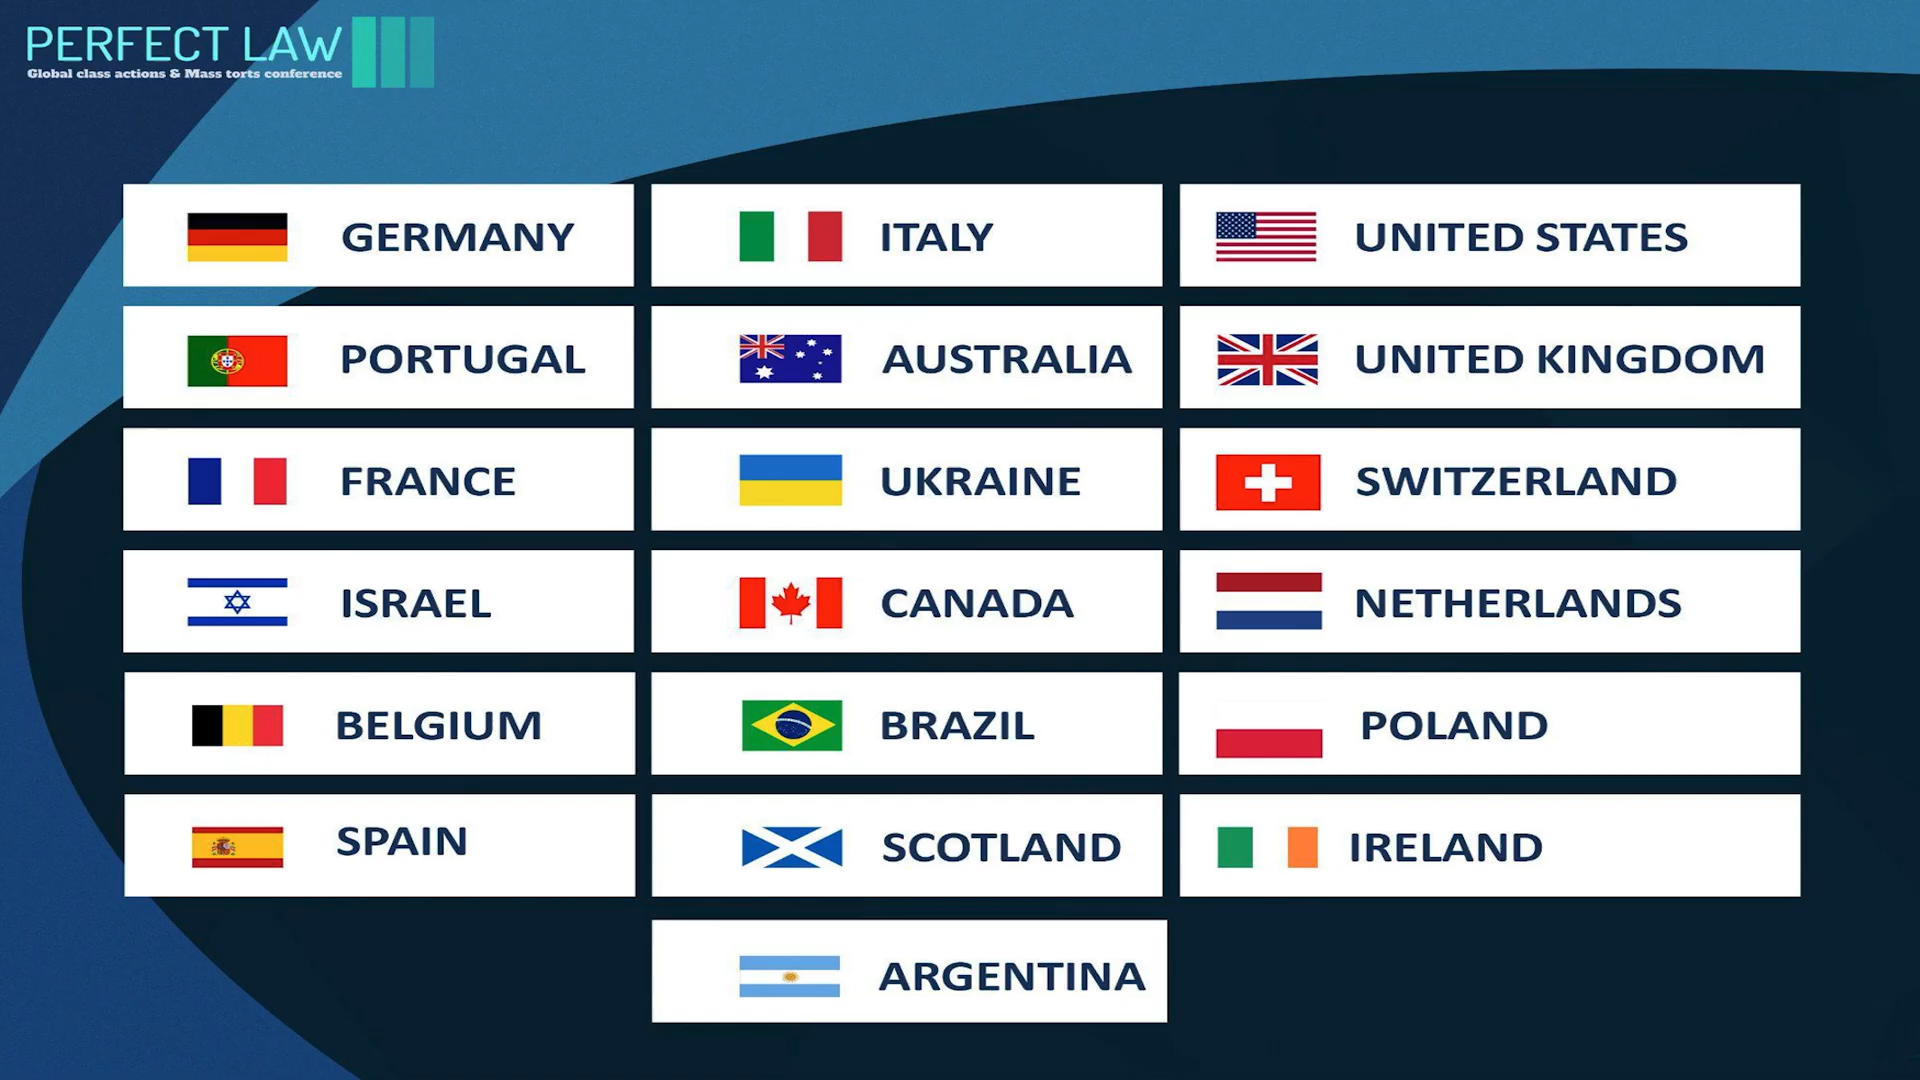 PERFECT LAW
Global class actions & Mass torts conference
GERMANY
ITALY
UNITED STATES
PORTUGAL
AUSTRALIA
UNITED KINGDOM
FRANCE
UKRAINE
SWITZERLAND
ISRAEL
CANADA
NETHERLANDS
BELGIUM
BRAZIL
POLAND
SPAIN
SCOTLAND
IRELAND
ARGENTINA